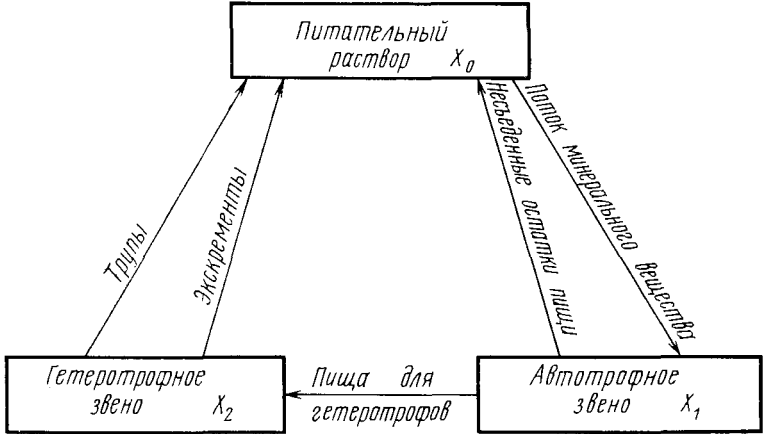 Питательный
раствор X₀
Трупы
Экскременты
Несъеденные остатки пищи
Поток минерального вещества
Гетеротрофное
звено X₂
Пища для
гетеротрофов
Автотрофное
звено X₁